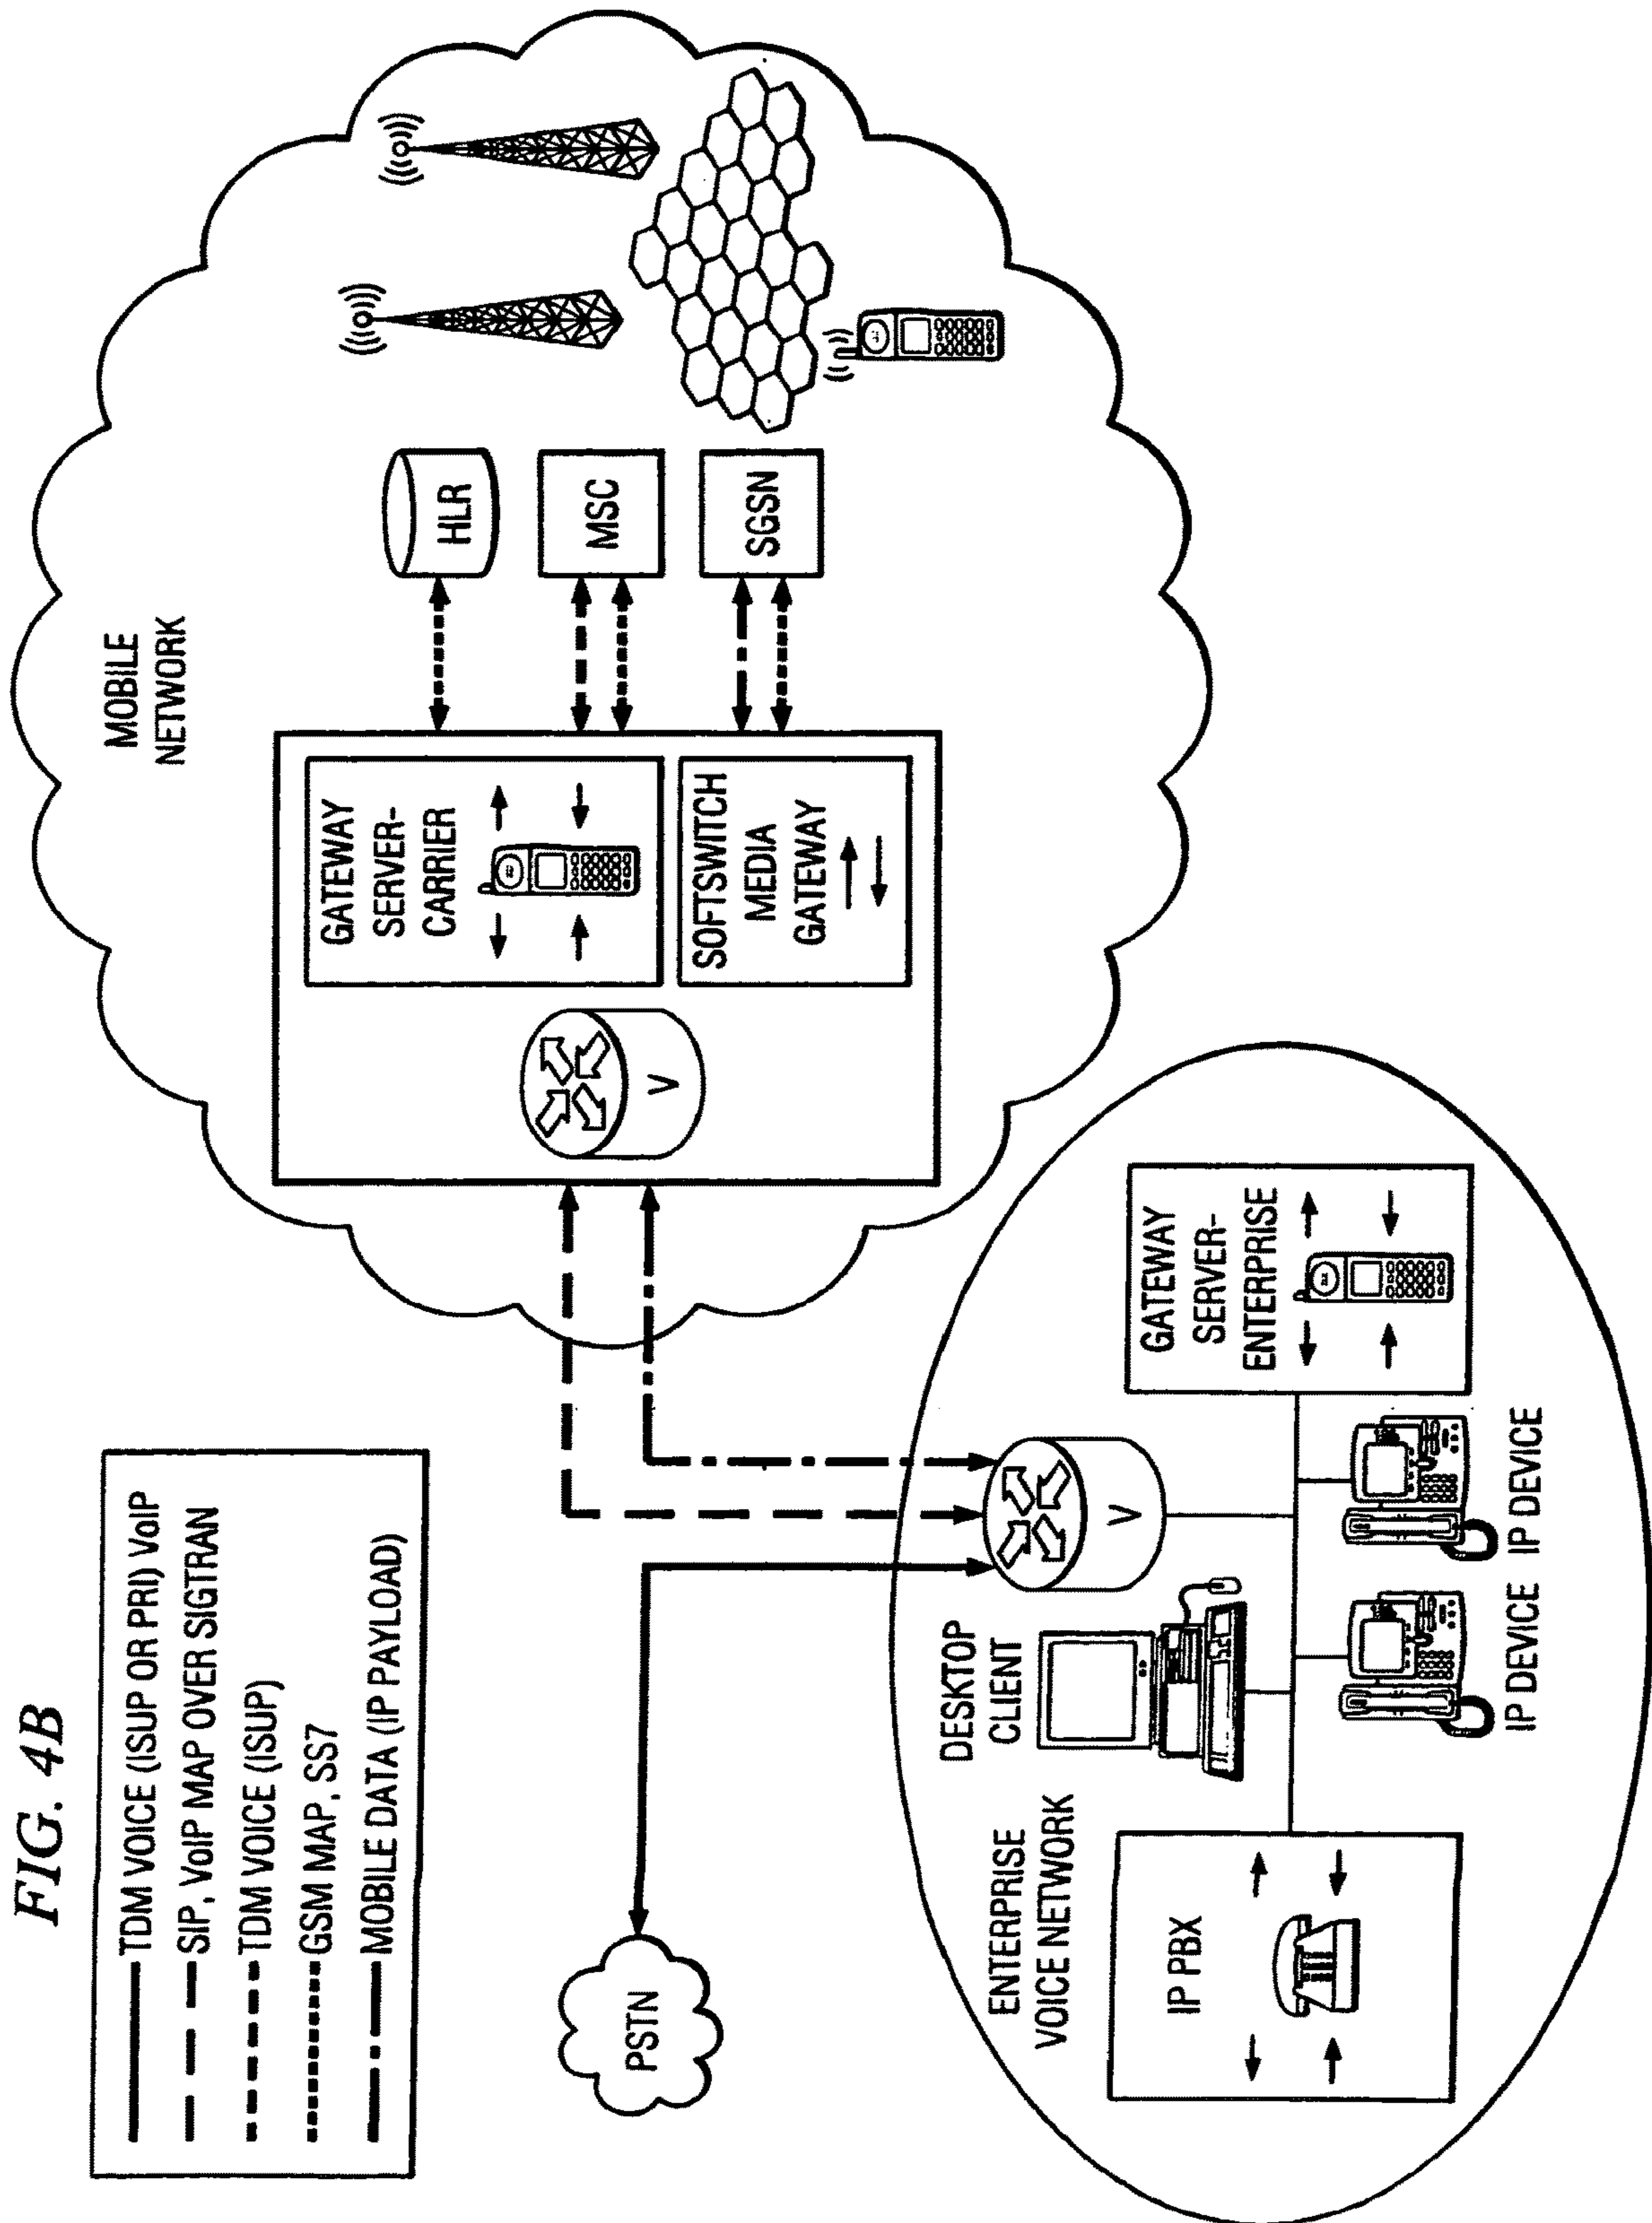 FIG. 4B
TDM VOICE (ISUP OR PRI) VoIP
SIP, VoIP MAP OVER SIGTRAN
TDM VOICE (ISUP)
GSM MAP, SS7
MOBILE DATA (IP PAYLOAD)
MOBILE
NETWORK
GATEWAY
SERVER-
CARRIER
SOFTSWITCH
MEDIA
GATEWAY
V
HLR
MSC
SGSN
PSTN
ENTERPRISE
VOICE NETWORK
DESKTOP
CLIENT
V
IP PBX
GATEWAY
SERVER-
ENTERPRISE
IP DEVICE
IP DEVICE